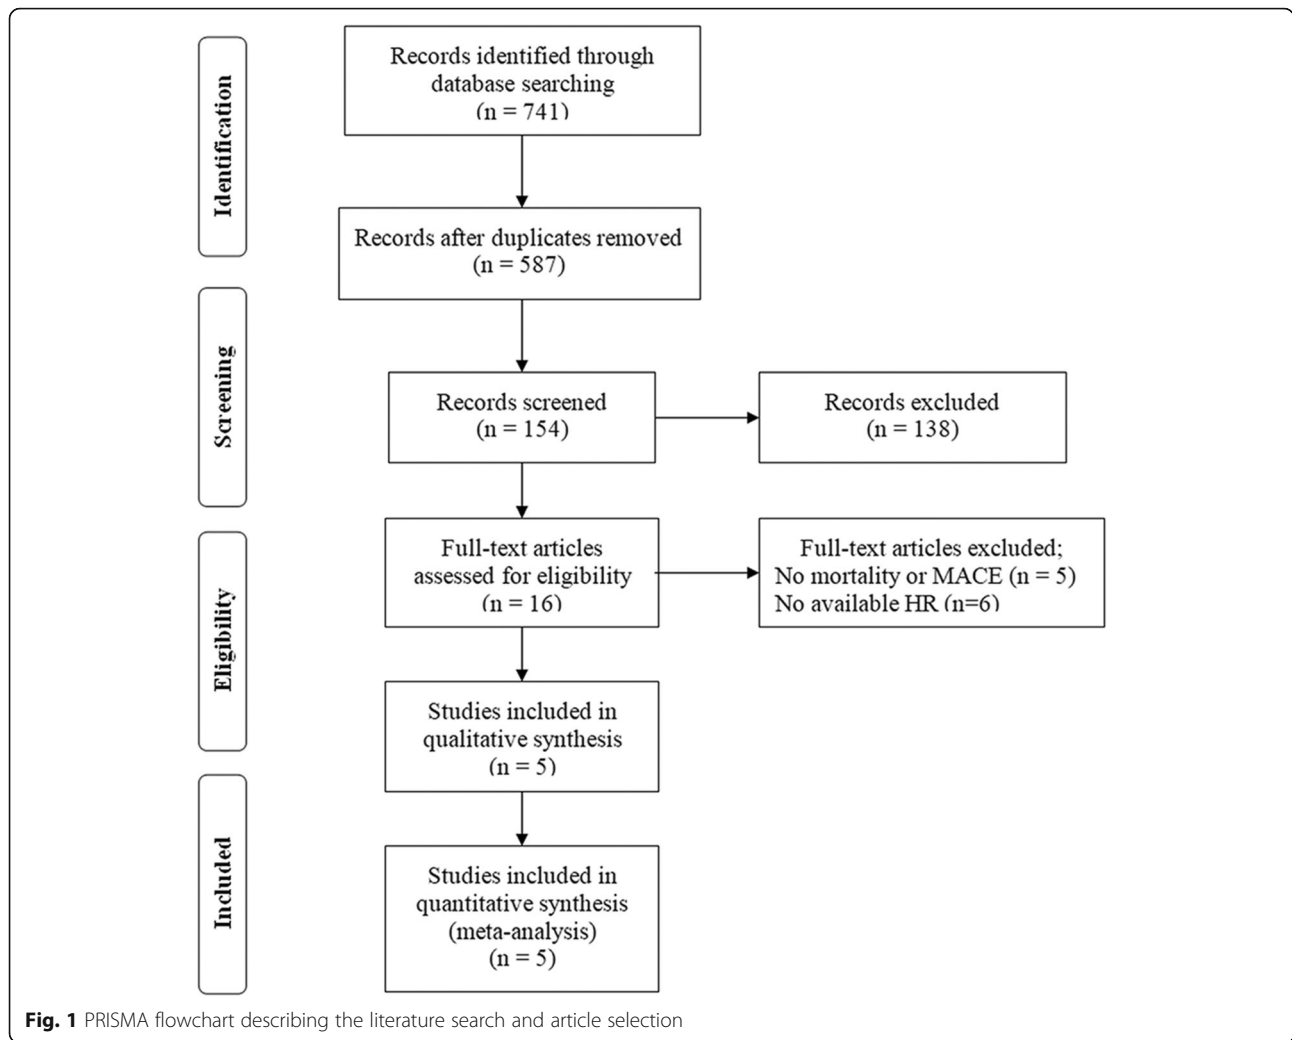 Identification
Records identified through
database searching
(n = 741)
Records after duplicates removed
(n = 587)
Screening
Records screened
(n = 154)
Records excluded
(n = 138)
Eligibility
Full-text articles
assessed for eligibility
(n = 16)
Full-text articles excluded;
No mortality or MACE (n = 5)
No available HR (n=6)
Studies included in
qualitative synthesis
(n = 5)
Included
Studies included in
quantitative synthesis
(meta-analysis)
(n = 5)
Fig. 1 PRISMA flowchart describing the literature search and article selection